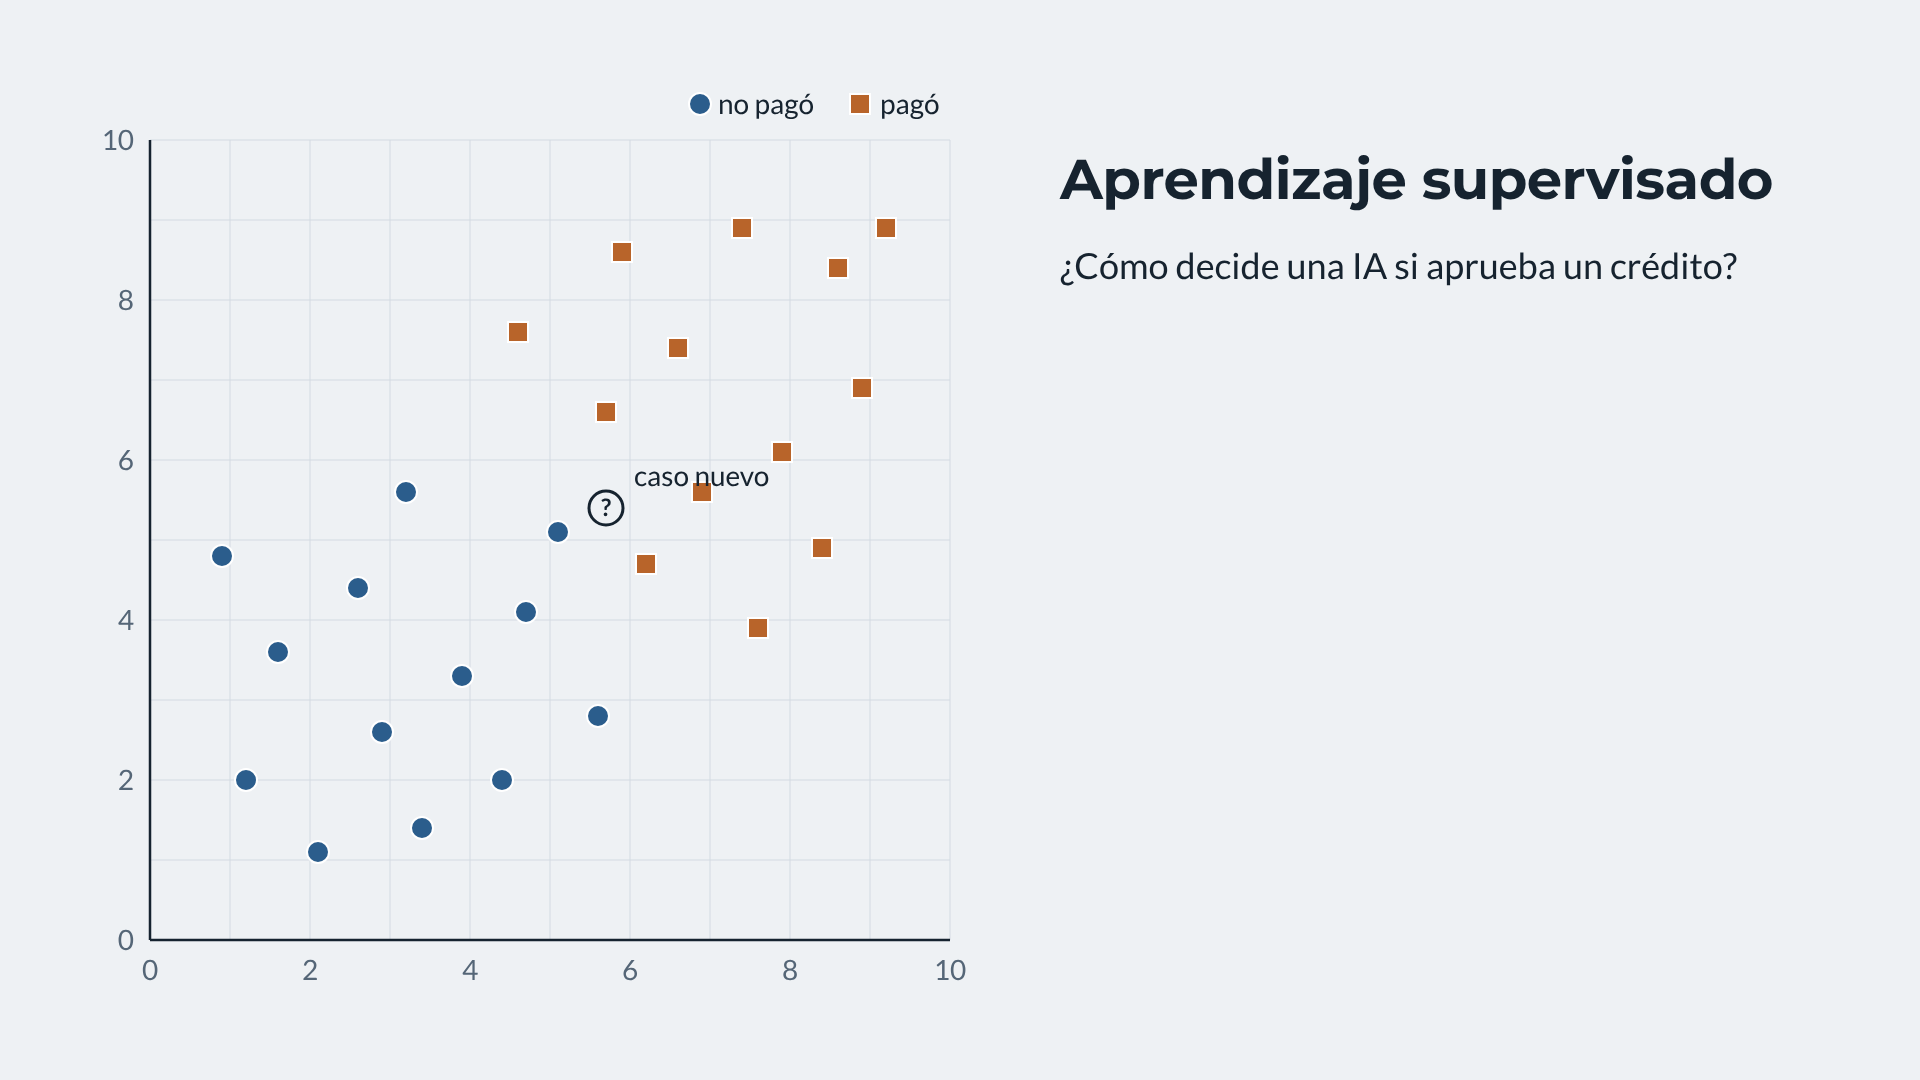 no pagó pagó
10
8
6
4
2
0
0 2 4 6 8 10
caso nuevo
?
Aprendizaje supervisado
¿Cómo decide una IA si aprueba un crédito?